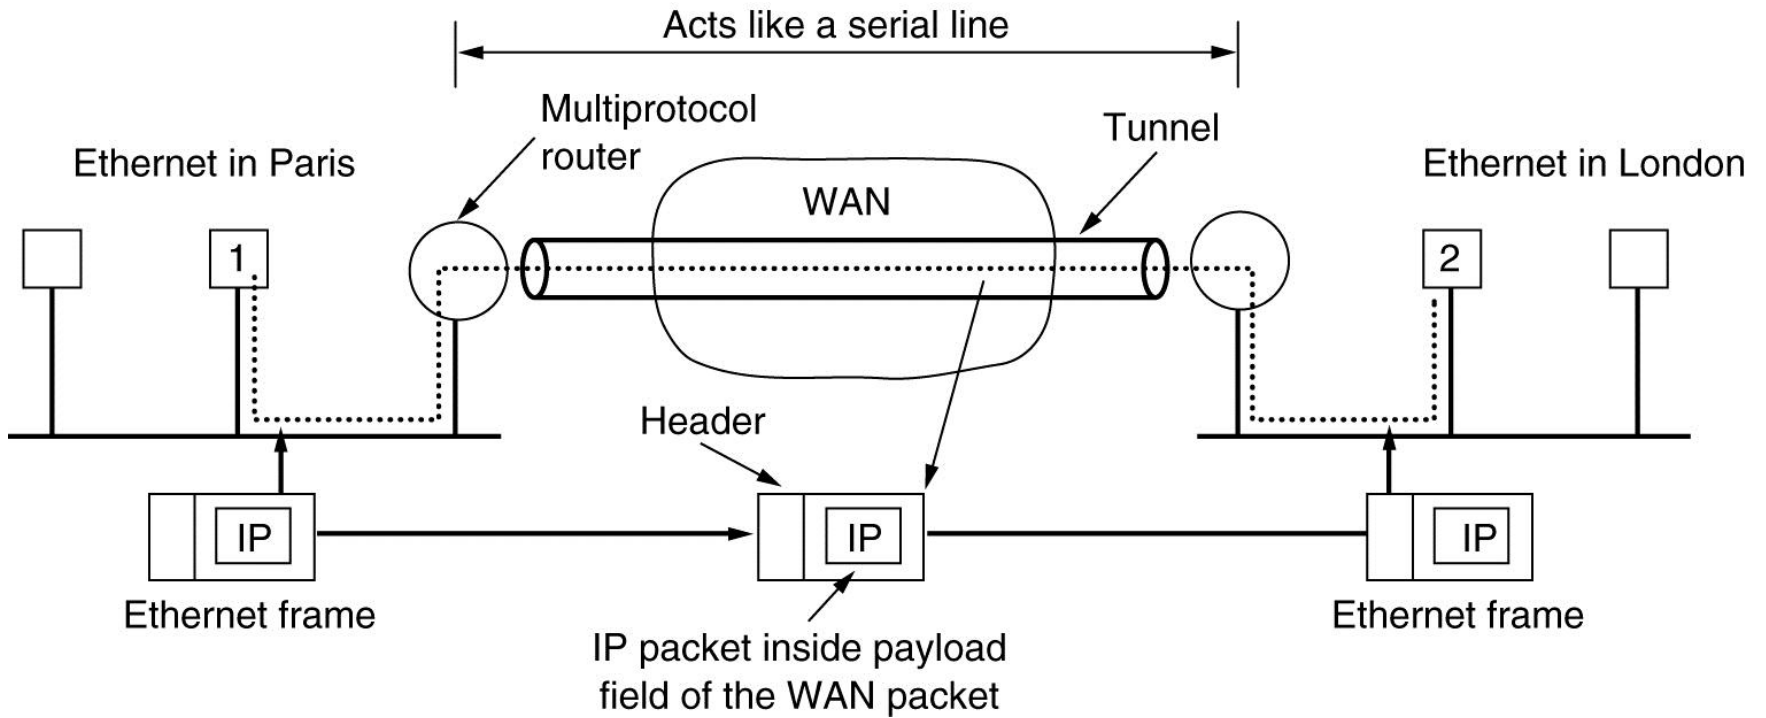 Acts like a serial line
Multiprotocol
router
Tunnel
Ethernet in Paris
WAN
Ethernet in London
1
2
Header
IP
IP
IP
Ethernet frame
Ethernet frame
IP packet inside payload
field of the WAN packet